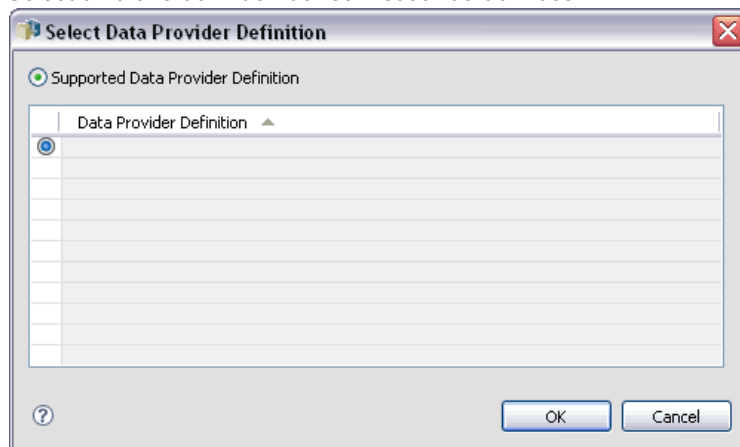 Select Data Provider Definition
Supported Data Provider Definition
Data Provider Definition
?
OK
Cancel